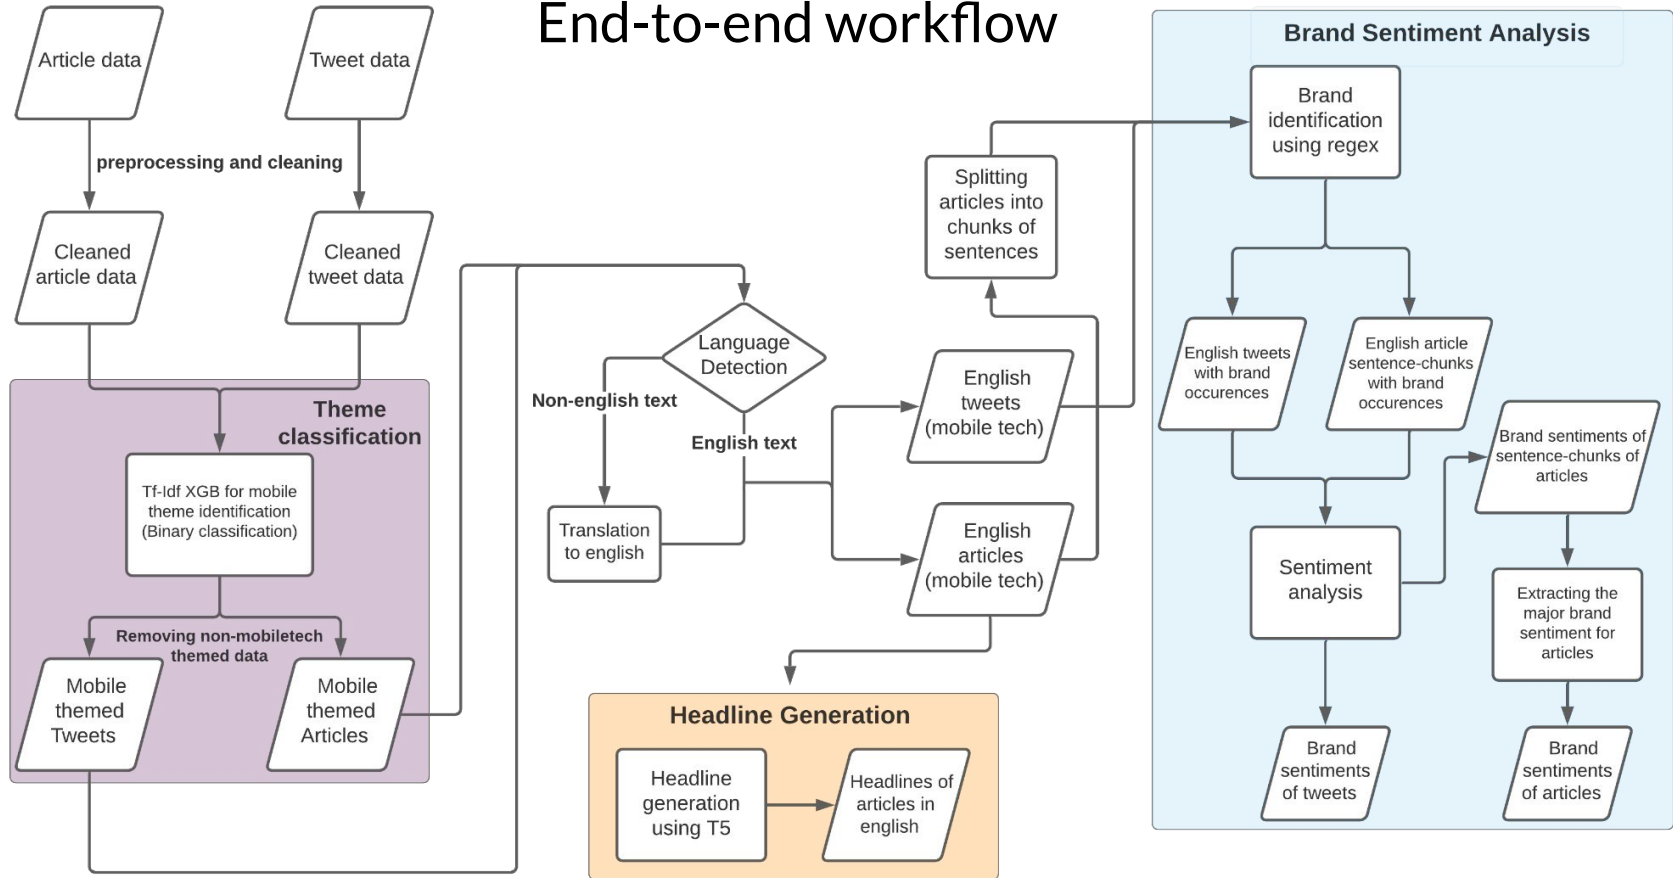 End-to-end workflow
Article data
Tweet data
preprocessing and cleaning
Cleaned
article data
Cleaned
tweet data
Theme
classification
Tf-Idf XGB for mobile
theme identification
(Binary classification)
Removing non-mobiletech
themed data
Mobile
themed
Tweets
Mobile
themed
Articles
Language
Detection
Non-english text
English text
Translation
to english
English
tweets
(mobile tech)
English
articles
(mobile tech)
Splitting
articles into
chunks of
sentences
Headline Generation
Headline
generation
using T5
Headlines of
articles in
english
Brand Sentiment Analysis
Brand
identification
using regex
English tweets
with brand
occurences
English article
sentence-chunks
with brand
occurences
Sentiment
analysis
Brand sentiments of
sentence-chunks of
articles
Extracting the
major brand
sentiment for
articles
Brand
sentiments
of tweets
Brand
sentiments
of articles